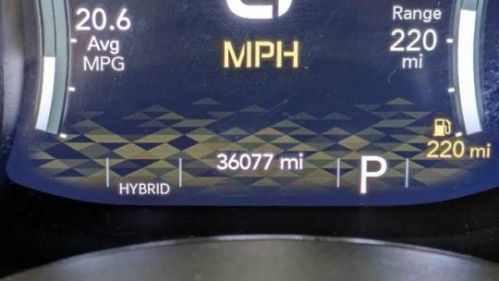 20.6
Avg
MPG
MPH
Range
220
mi
HYBRID
36077 mi
P
220 mi